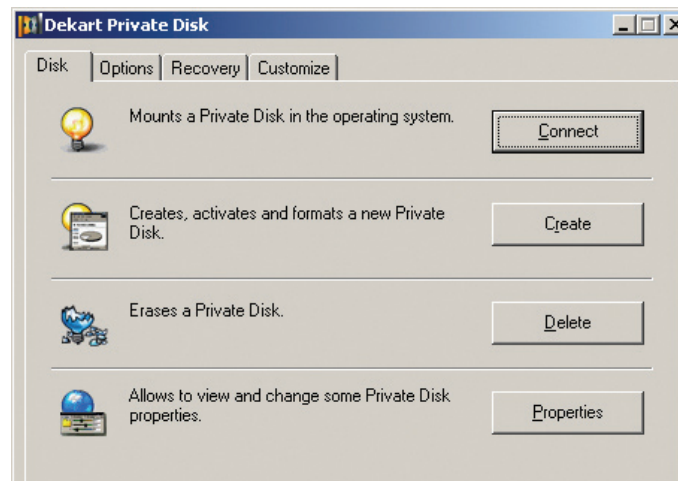 Dekart Private Disk
Disk Options Recovery Customize
Mounts a Private Disk in the operating system.
Connect
Creates, activates and formats a new Private
Disk.
Create
Erases a Private Disk.
Delete
Allows to view and change some Private Disk
properties.
Properties